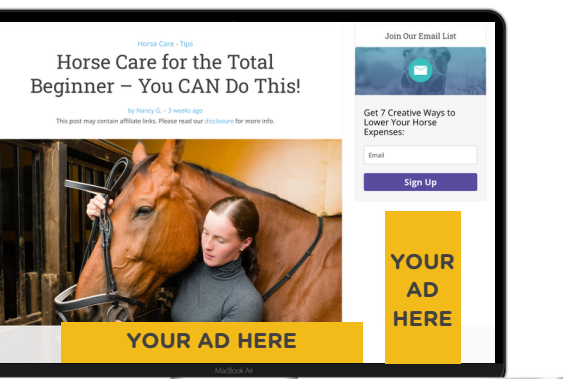 Horse Care - Tips
Horse Care for the Total
Beginner – You CAN Do This!
by Nancy G. - 3 weeks ago
This post may contain affiliate links. Please read our disclosure for more info.
Join Our Email List
Get 7 Creative Ways to
Lower Your Horse
Expenses:
Email
Sign Up
YOUR
AD
HERE
YOUR AD HERE
MacBook Air